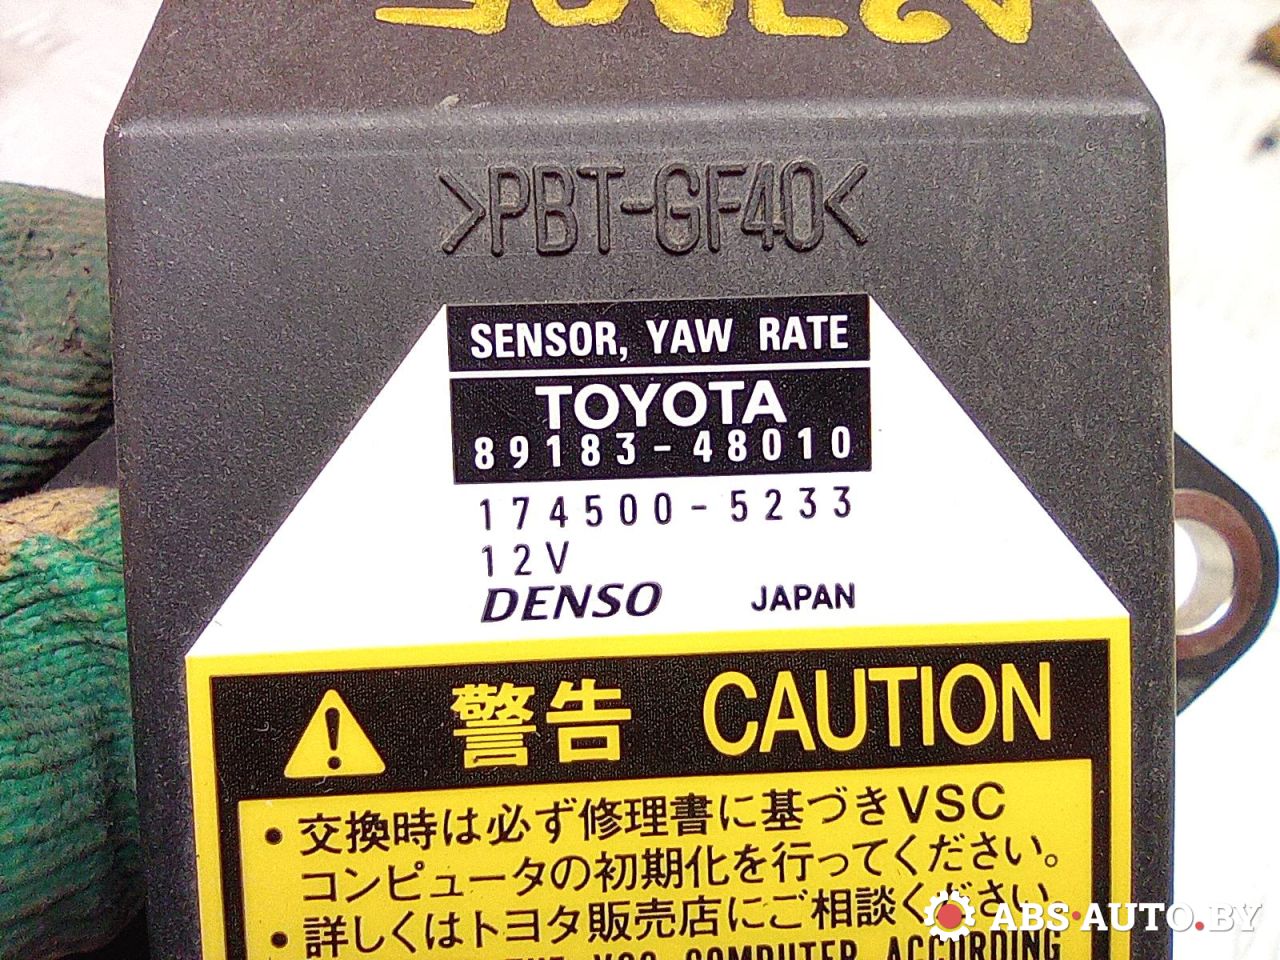 >PBT-GF40<
SENSOR, YAW RATE
TOYOTA
89183-48010
174500-5233
12V
DENSO JAPAN
警告 CAUTION
• 交換時は必ず修理書に基づきVSC
コンピュータの初期化を行ってください。
• 詳しくはトヨタ販売店にご相談ください
VSC COMPUTER ACCORDING
ABS·AUTO.BY